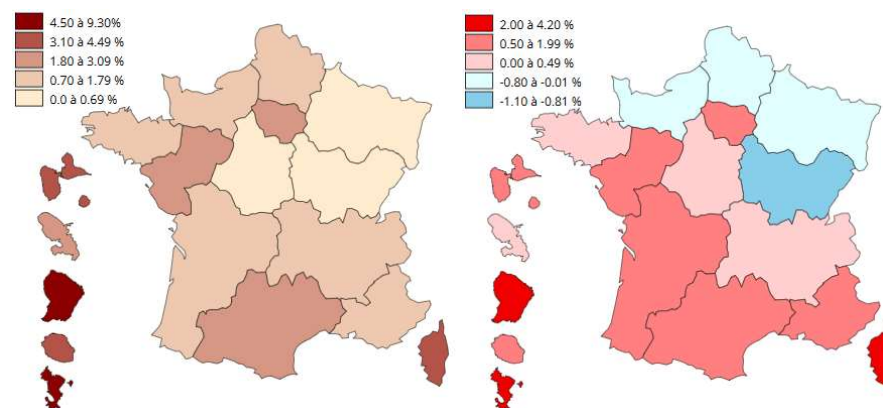 4.50 à 9.30%
3.10 à 4.49 %
1.80 à 3.09 %
0.70 à 1.79 %
0.0 à 0.69 %
2.00 à 4.20 %
0.50 à 1.99 %
0.00 à 0.49 %
-0.80 à -0.01 %
-1.10 à -0.81 %